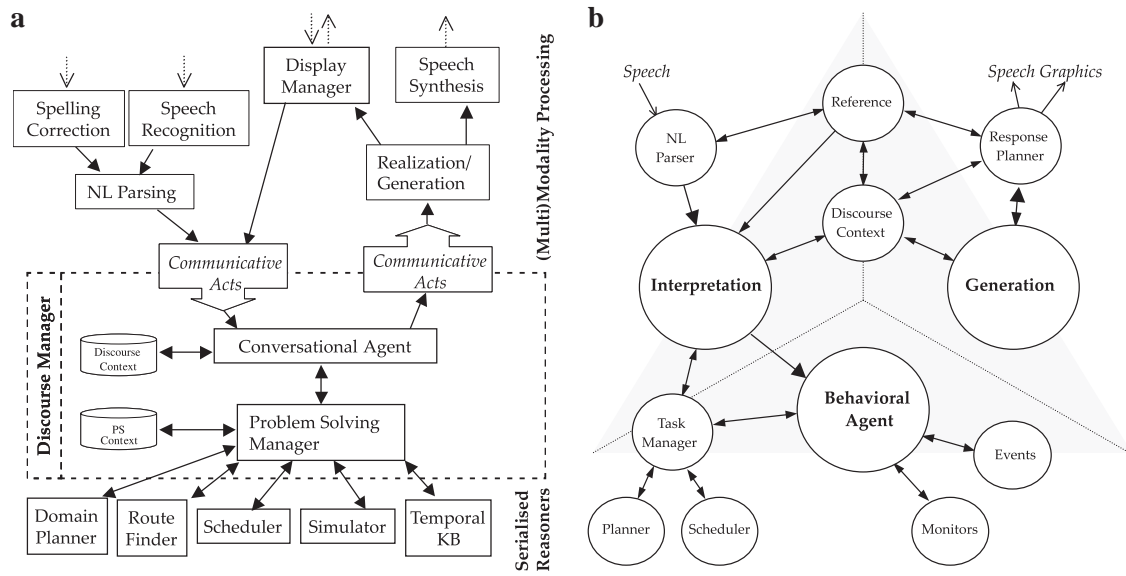 a
Display
Manager
Speech
Synthesis
Spelling
Correction
Speech
Recognition
Realization/
Generation
NL Parsing
Communicative
Acts
Communicative
Acts
Conversational Agent
Discourse
Context
Problem Solving
Manager
PS
Context
Domain
Planner
Route
Finder
Scheduler
Simulator
Temporal
KB
(Multi)Modality Processing
Discourse Manager
Serialised
Reasoners
b
Speech
Speech Graphics
Reference
NL
Parser
Response
Planner
Discourse
Context
Interpretation
Generation
Behavioral
Agent
Task
Manager
Events
Planner
Scheduler
Monitors